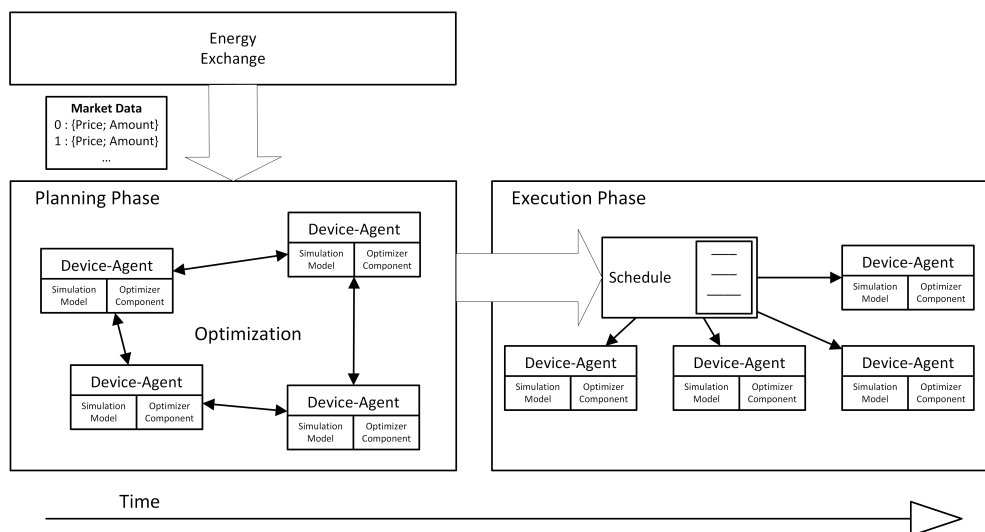 Energy
Exchange
Market Data
0 : {Price; Amount}
1 : {Price; Amount}
...
Planning Phase
Device-Agent
Simulation
Model
Optimizer
Component
Device-Agent
Simulation
Model
Optimizer
Component
Optimization
Device-Agent
Simulation
Model
Optimizer
Component
Device-Agent
Simulation
Model
Optimizer
Component
Execution Phase
Schedule
Device-Agent
Simulation
Model
Optimizer
Component
Device-Agent
Simulation
Model
Optimizer
Component
Device-Agent
Simulation
Model
Optimizer
Component
Device-Agent
Simulation
Model
Optimizer
Component
Time